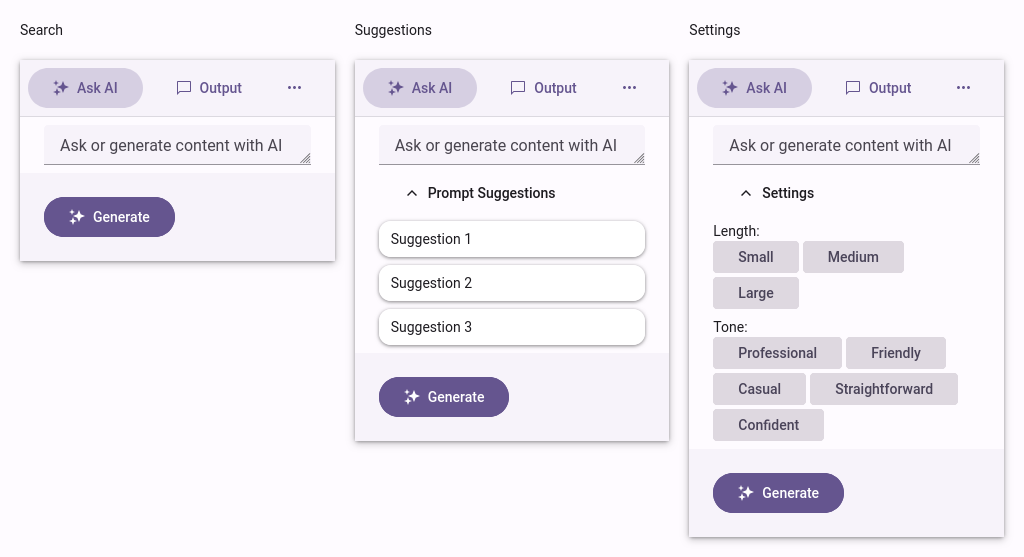 Search
Ask AI
Output
Ask or generate content with AI
Generate
Suggestions
Ask AI
Output
Ask or generate content with AI
Prompt Suggestions
Suggestion 1
Suggestion 2
Suggestion 3
Generate
Settings
Ask AI
Output
Ask or generate content with AI
Settings
Length:
Small
Medium
Large
Tone:
Professional
Friendly
Casual
Straightforward
Confident
Generate